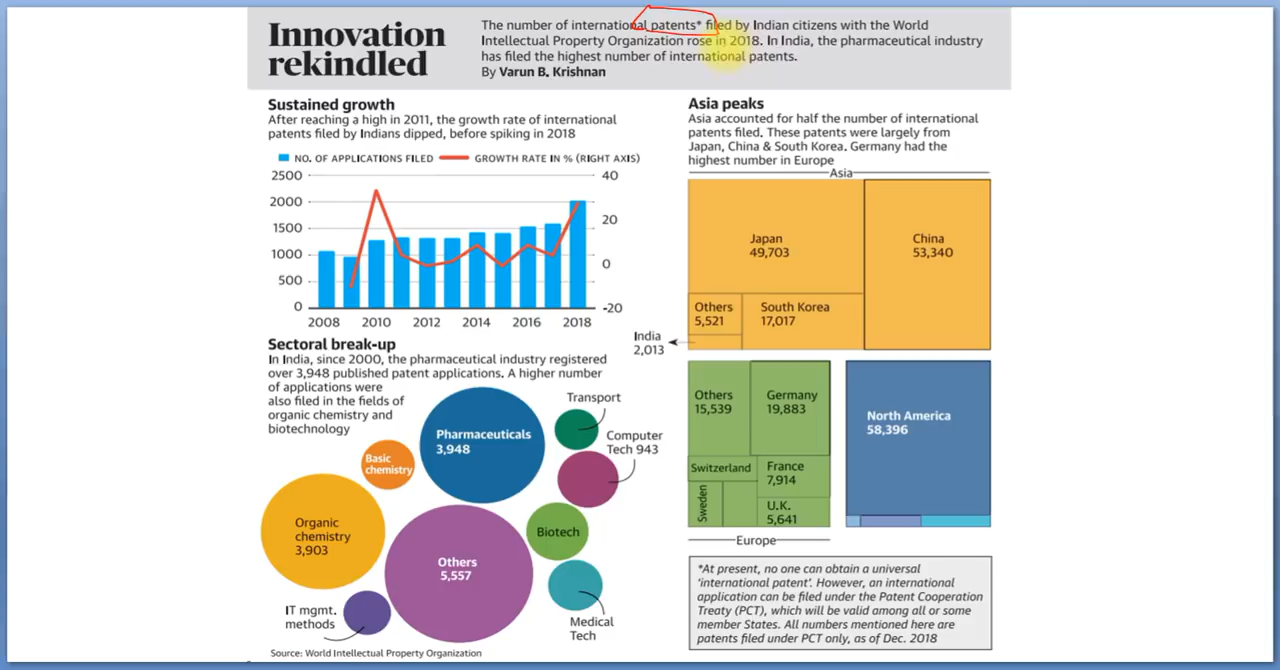 Innovation
rekindled
The number of international patents* filed by Indian citizens with the World
Intellectual Property Organization rose in 2018. In India, the pharmaceutical industry
has filed the highest number of international patents.
By Varun B. Krishnan
Sustained growth
After reaching a high in 2011, the growth rate of international
patents filed by Indians dipped, before spiking in 2018
NO. OF APPLICATIONS FILED
GROWTH RATE IN % (RIGHT AXIS)
2500
2000
1500
1000
500
0
40
20
0
-20
2008
2010
2012
2014
2016
2018
Sectoral break-up
In India, since 2000, the pharmaceutical industry registered
over 3,948 published patent applications. A higher number
of applications were
also filed in the fields of
organic chemistry and
biotechnology
Pharmaceuticals
3,948
Transport
Computer
Tech 943
Basic
chemistry
Organic
chemistry
3,903
Others
5,557
Biotech
IT mgmt.
methods
Medical
Tech
Source: World Intellectual Property Organization
Asia peaks
Asia accounted for half the number of international
patents filed. These patents were largely from
Japan, China & South Korea. Germany had the
highest number in Europe
Asia
Japan
49,703
China
53,340
Others
5,521
South Korea
17,017
India
2,013
Others
15,539
Germany
19,883
Switzerland
France
7,914
Sweden
U.K.
5,641
Europe
North America
58,396
*At present, no one can obtain a universal
'international patent'. However, an international
application can be filed under the Patent Cooperation
Treaty (PCT), which will be valid among all or some
member States. All numbers mentioned here are
patents filed under PCT only, as of Dec. 2018